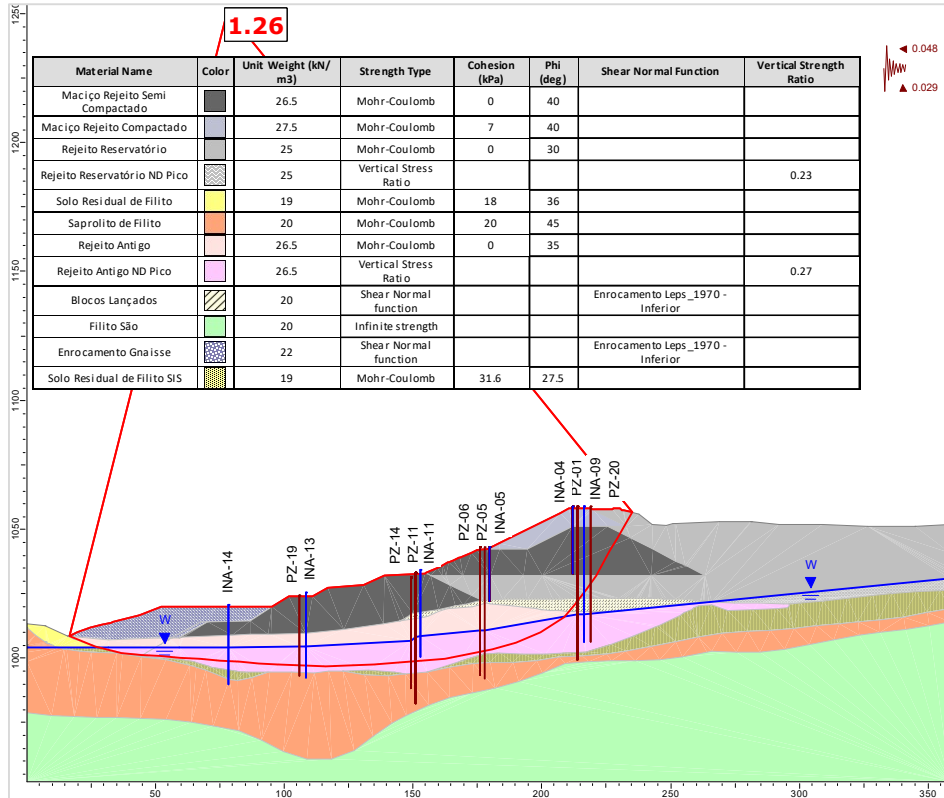 1.26
0.048
0.029
Material Name Color Unit Weight (kN/m3) Strength Type Cohesion (kPa) Phi (deg) Shear Normal Function Vertical Strength Ratio
Maciço Rejeito Semi Compactado 26.5 Mohr-Coulomb 0 40
Maciço Rejeito Compactado 27.5 Mohr-Coulomb 7 40
Rejeito Reservatório 25 Mohr-Coulomb 0 30
Rejeito Reservatório ND Pico 25 Vertical Stress Ratio 0.23
Solo Residual de Filito 19 Mohr-Coulomb 18 36
Saprolito de Filito 20 Mohr-Coulomb 20 45
Rejeito Antigo 26.5 Mohr-Coulomb 0 35
Rejeito Antigo ND Pico 26.5 Vertical Stress Ratio 0.27
Blocos Lançados 20 Shear Normal function Enrocamento Leps_1970 - Inferior
Filito São 20 Infinite strength
Enrocamento Gnaisse 22 Shear Normal function Enrocamento Leps_1970 - Inferior
Solo Residual de Filito SIS 19 Mohr-Coulomb 31.6 27.5
1250
1200
1150
1100
1050
1000
INA-14
PZ-19
INA-13
PZ-14
PZ-11
INA-11
PZ-06
PZ-05
INA-05
INA-04
PZ-01
INA-09
PZ-20
W
W
50 100 150 200 250 300 350